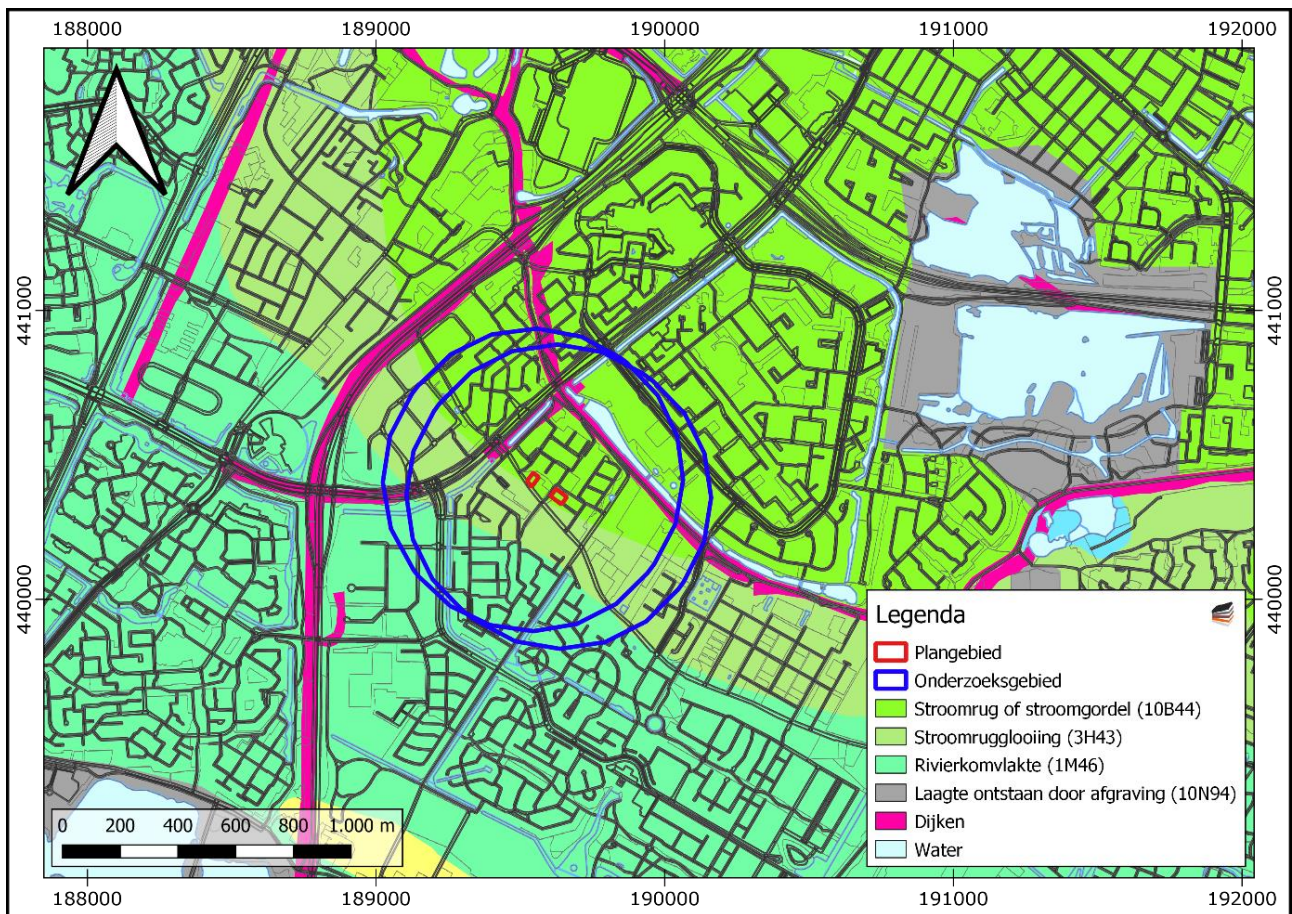 188000 189000 190000 191000 192000
441000 441000
440000 440000
Legenda
Plangebied
Onderzoeksgebied
Stroomrug of stroomgordel (10B44)
Stroomrugglooiing (3H43)
Rivierkomvlakte (1M46)
Laagte ontstaan door afgraving (10N94)
Dijken
Water
0 200 400 600 800 1.000 m
188000 189000 190000 191000 192000